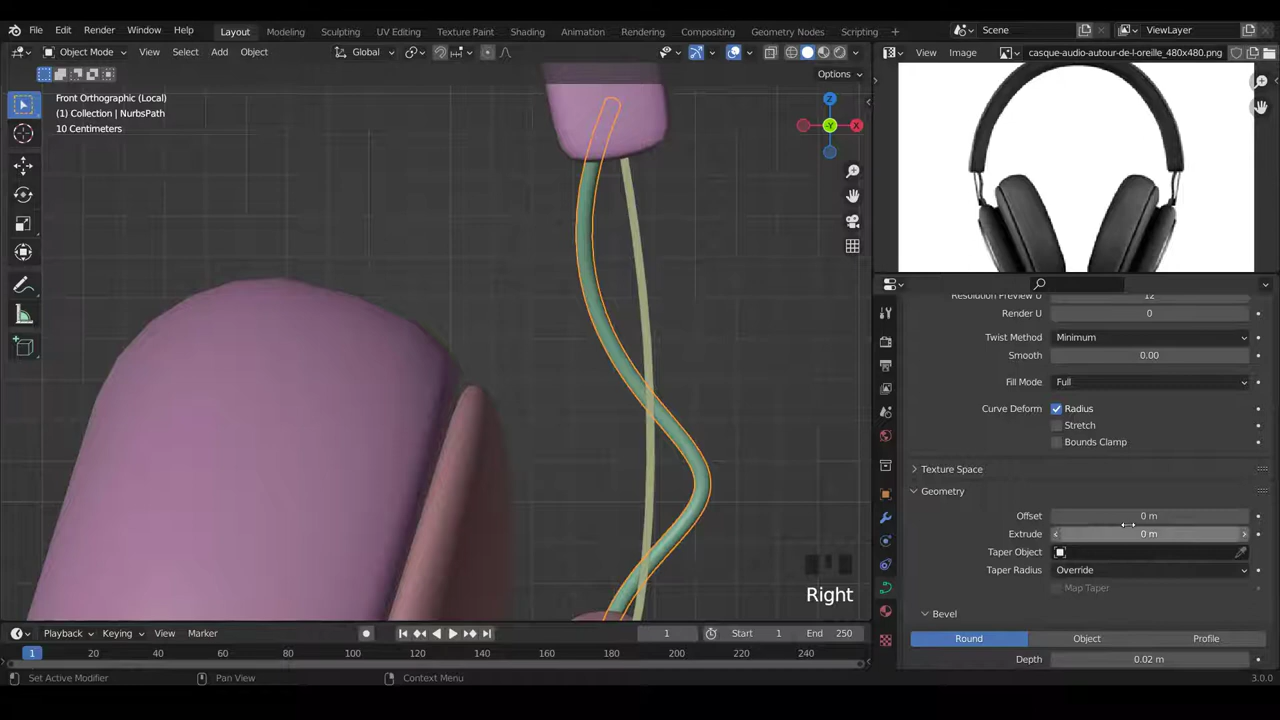 File Edit Render Window Help
Layout Modeling Sculpting UV Editing Texture Paint Shading Animation Rendering Compositing Geometry Nodes Scripting +
Scene
ViewLayer
Object Mode View Select Add Object
Global
View Image
casque-audio-autour-de-l-oreille_480x480.png
Options
Front Orthographic (Local)
(1) Collection | NurbsPath
10 Centimeters
Z
X
Y
Resolution Preview U 12
Render U 0
Twist Method Minimum
Smooth 0.00
Fill Mode Full
Curve Deform Radius
Stretch
Bounds Clamp
Texture Space
Geometry
Offset 0 m
Extrude 0 m
Taper Object
Taper Radius Override
Map Taper
Bevel
Round Object Profile
Depth 0.02 m
Right
Playback Keying View Marker
1 Start 1 End 250
1 20 40 60 80 100 120 140 160 180 200 220 240
Set Active Modifier Pan View Context Menu 3.0.0